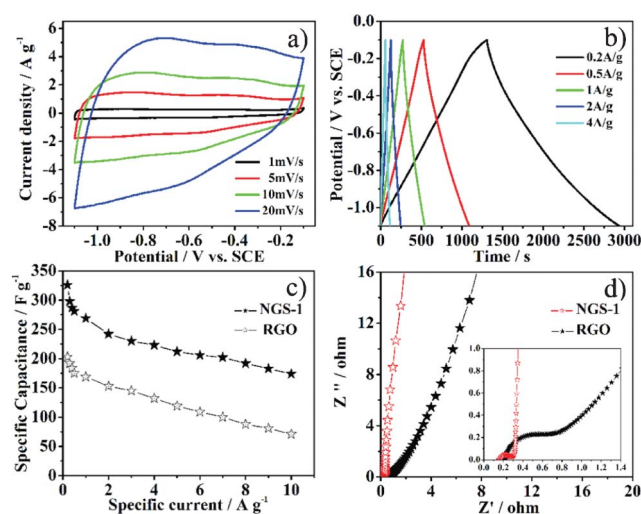 a)
Current density / A g⁻¹
6
4
2
0
-2
-4
-6
-8
1mV/s
5mV/s
10mV/s
20mV/s
-1.0 -0.8 -0.6 -0.4 -0.2
Potential / V vs. SCE
b)
Potential / V vs. SCE
0.0
-0.2
-0.4
-0.6
-0.8
-1.0
0.2A/g
0.5A/g
1A/g
2A/g
4A/g
0 500 1000 1500 2000 2500 3000
Time / s
c)
Specific Capacitance / F g⁻¹
350
300
250
200
150
100
50
0
NGS-1
RGO
0 2 4 6 8 10
Specific current / A g⁻¹
d)
Z'' / ohm
16
12
8
4
0
NGS-1
RGO
1.0
0.8
0.6
0.4
0.2
0.0
0.0 0.2 0.4 0.6 0.8 1.0 1.2 1.4
0 4 8 12 16 20
Z' / ohm